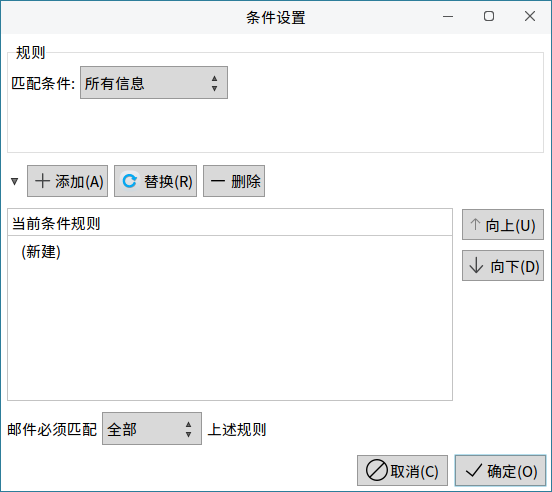 条件设置
规则
匹配条件: 所有信息
添加(A) 替换(R) 删除
当前条件规则
(新建)
向上(U)
向下(D)
邮件必须匹配 全部 上述规则
取消(C) 确定(O)